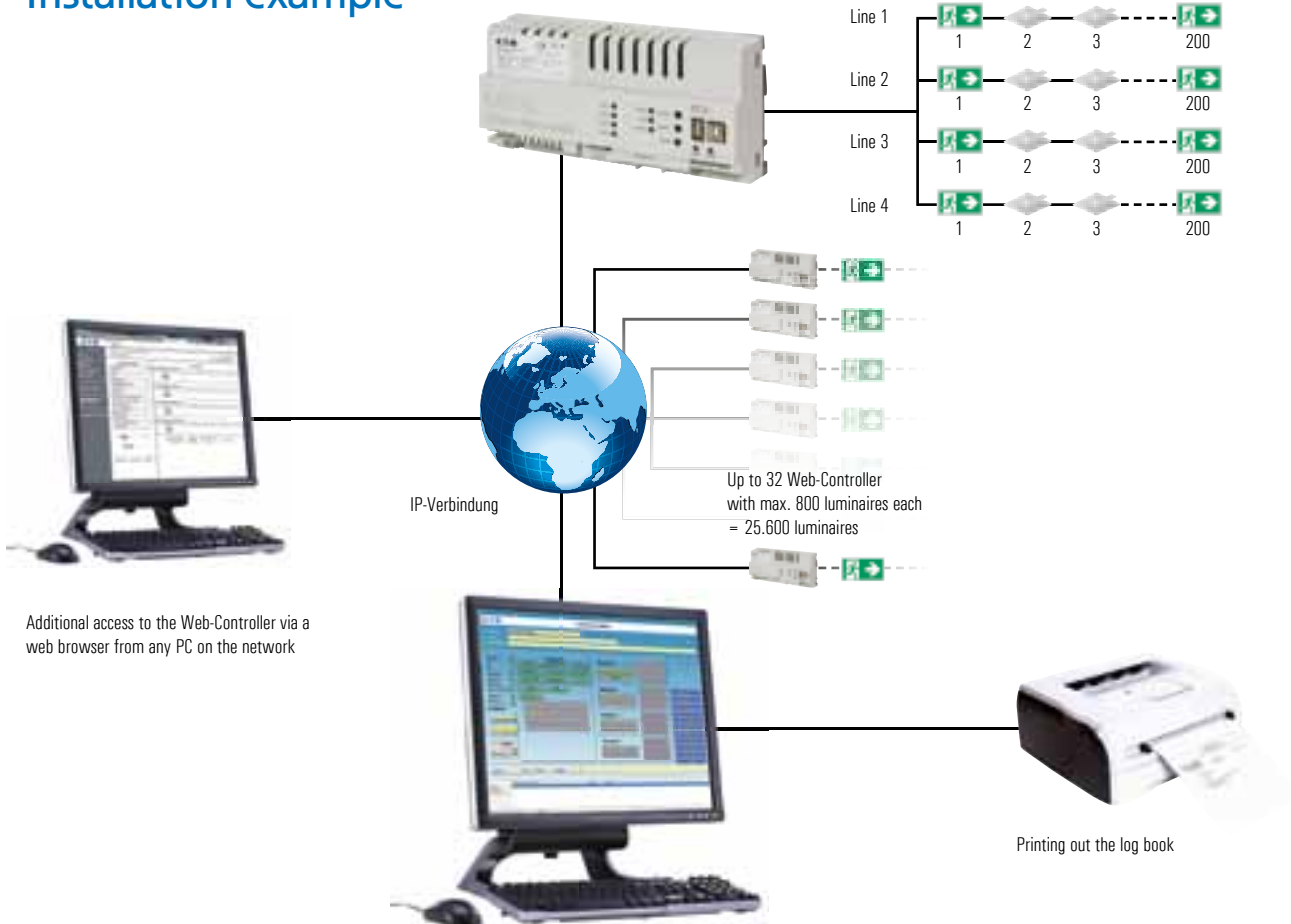 Installation example
Line 1
1 2 3 200
Line 2
1 2 3 200
Line 3
1 2 3 200
Line 4
1 2 3 200
IP-Verbindung
Up to 32 Web-Controller
with max. 800 luminaires each
= 25.600 luminaires
Additional access to the Web-Controller via a
web browser from any PC on the network
Printing out the log book